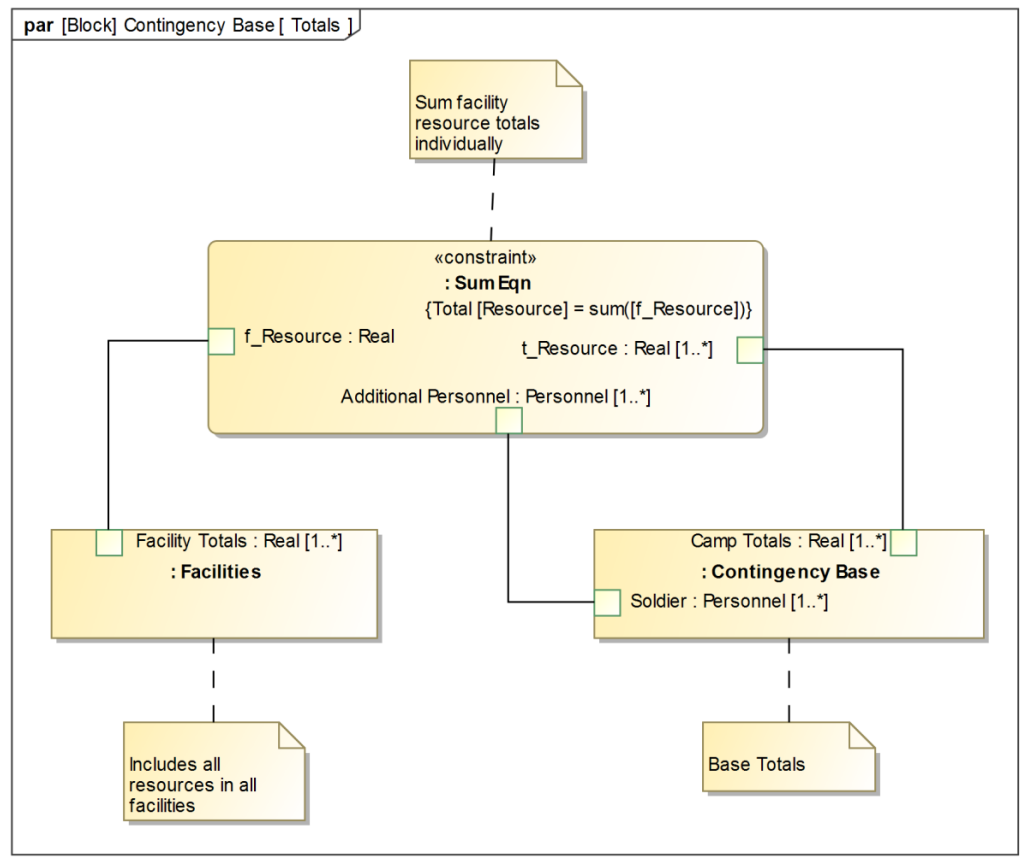 par [Block] Contingency Base [ Totals ]
Sum facility
resource totals
individually
«constraint»
: Sum Eqn
{Total [Resource] = sum([f_Resource])}
f_Resource : Real
t_Resource : Real [1..*]
Additional Personnel : Personnel [1..*]
Facility Totals : Real [1..*]
: Facilities
Camp Totals : Real [1..*]
: Contingency Base
Soldier : Personnel [1..*]
Includes all
resources in all
facilities
Base Totals